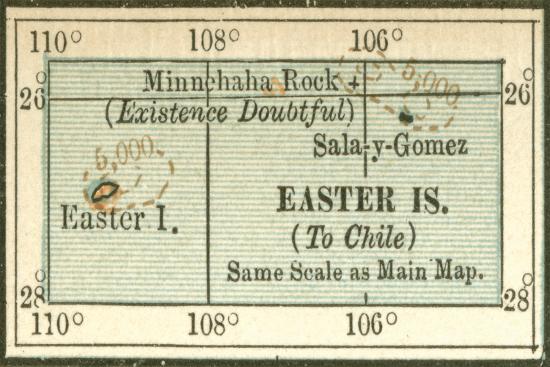 110° 108° 106°
Minnehaha Rock
5,000
26° 26°
(Existence Doubtful)
Sala-y-Gomez
5,000
Easter I.
EASTER IS.
(To Chile)
Same Scale as Main Map.
28° 28°
110° 108° 106°